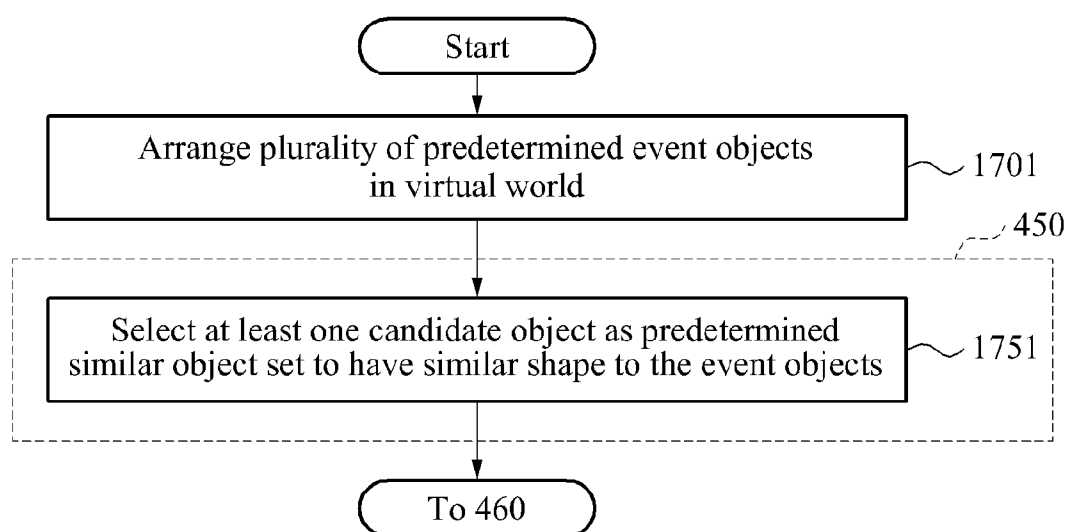 Start
Arrange plurality of predetermined event objects
in virtual world
1701
450
Select at least one candidate object as predetermined
similar object set to have similar shape to the event objects
1751
To 460